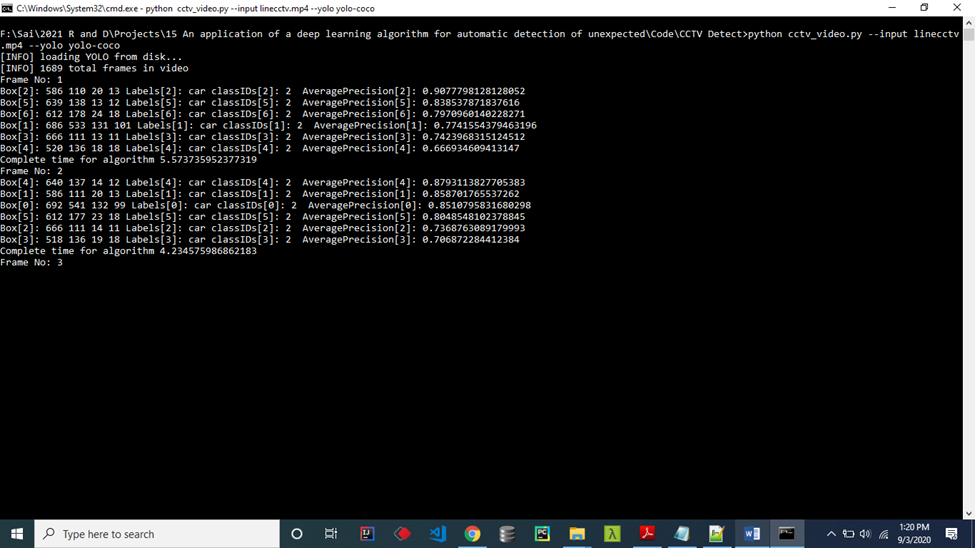 C:\Windows\System32\cmd.exe - python cctv_video.py --input linecctv.mp4 --yolo yolo-coco
F:\Sai\2021 R and D\Projects\15 An application of a deep learning algorithm for automatic detection of unexpected\Code\CCTV Detect>python cctv_video.py --input linecctv
.mp4 --yolo yolo-coco
[INFO] loading YOLO from disk...
[INFO] 1689 total frames in video
Frame No: 1
Box[2]: 586 110 20 13 Labels[2]: car classIDs[2]: 2 AveragePrecision[2]: 0.9077798128128052
Box[5]: 639 138 13 12 Labels[5]: car classIDs[5]: 2 AveragePrecision[5]: 0.838537871837616
Box[6]: 612 178 24 18 Labels[6]: car classIDs[6]: 2 AveragePrecision[6]: 0.7970960140228271
Box[1]: 686 533 131 101 Labels[1]: car classIDs[1]: 2 AveragePrecision[1]: 0.7741554379463196
Box[3]: 666 111 13 11 Labels[3]: car classIDs[3]: 2 AveragePrecision[3]: 0.7423968315124512
Box[4]: 520 136 18 18 Labels[4]: car classIDs[4]: 2 AveragePrecision[4]: 0.666934609413147
Complete time for algorithm 5.573735952377319
Frame No: 2
Box[4]: 640 137 14 12 Labels[4]: car classIDs[4]: 2 AveragePrecision[4]: 0.8793113827705383
Box[1]: 586 111 20 13 Labels[1]: car classIDs[1]: 2 AveragePrecision[1]: 0.858701765537262
Box[0]: 692 541 132 99 Labels[0]: car classIDs[0]: 2 AveragePrecision[0]: 0.8510795831680298
Box[5]: 612 177 23 18 Labels[5]: car classIDs[5]: 2 AveragePrecision[5]: 0.8048548102378845
Box[2]: 666 111 14 11 Labels[2]: car classIDs[2]: 2 AveragePrecision[2]: 0.7368763089179993
Box[3]: 518 136 19 18 Labels[3]: car classIDs[3]: 2 AveragePrecision[3]: 0.706872284412384
Complete time for algorithm 4.234575986862183
Frame No: 3
Type here to search
1:20 PM
9/3/2020